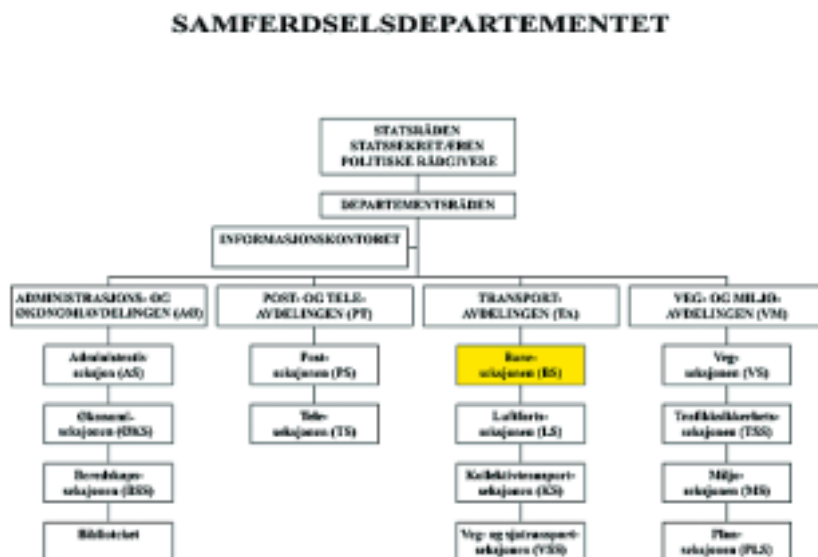 SAMFERDSELSDEPARTEMENTET
STATSRÅDEN
STATSSEKRETÆREN
POLITISKE RÅDGIVERE
DEPARTEMENTSRÅDEN
INFORMASJONSKONTORET
ADMINISTRASJONS- OG
ØKONOMIAVDELINGEN (AØ)
POST- OG TELE-
AVDELINGEN (PT)
TRANSPORT-
AVDELINGEN (TA)
VEG- OG MILJØ-
AVDELINGEN (VM)
Administrativ
seksjon (AS)
Post-
seksjonen (PS)
Bane-
seksjonen (BS)
Veg-
seksjonen (VS)
Økonomi-
seksjonen (ØKS)
Tele-
seksjonen (TS)
Luftfarts-
seksjonen (LS)
Trafikksikkerhets-
seksjonen (TSS)
Beredskaps-
seksjonen (BSS)
Kollektivtransport-
seksjonen (KS)
Miljø-
seksjonen (MS)
Biblioteket
Veg- og sjøtransport-
seksjonen (VSS)
Plan-
seksjonen (PLS)